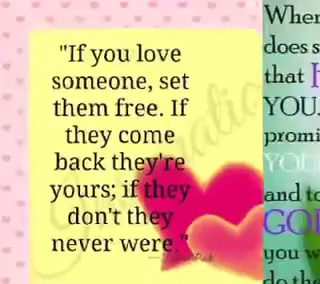 "If you love
someone, set
them free. If
they come
back they're
yours; if they
don't they
never were."
When
does s
that
YOU.
promi
YOU
and to
GOD
you w
do the